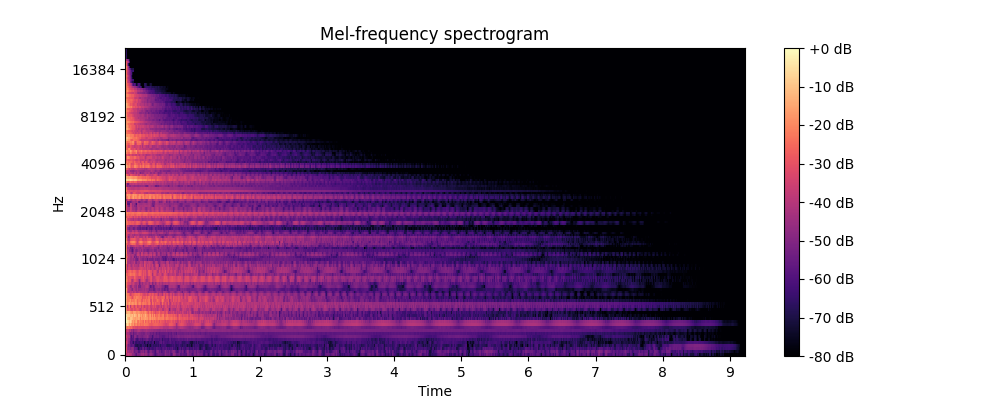 Mel-frequency spectrogram
Hz
16384
8192
4096
2048
1024
512
0
0 1 2 3 4 5 6 7 8 9
Time
+0 dB
-10 dB
-20 dB
-30 dB
-40 dB
-50 dB
-60 dB
-70 dB
-80 dB